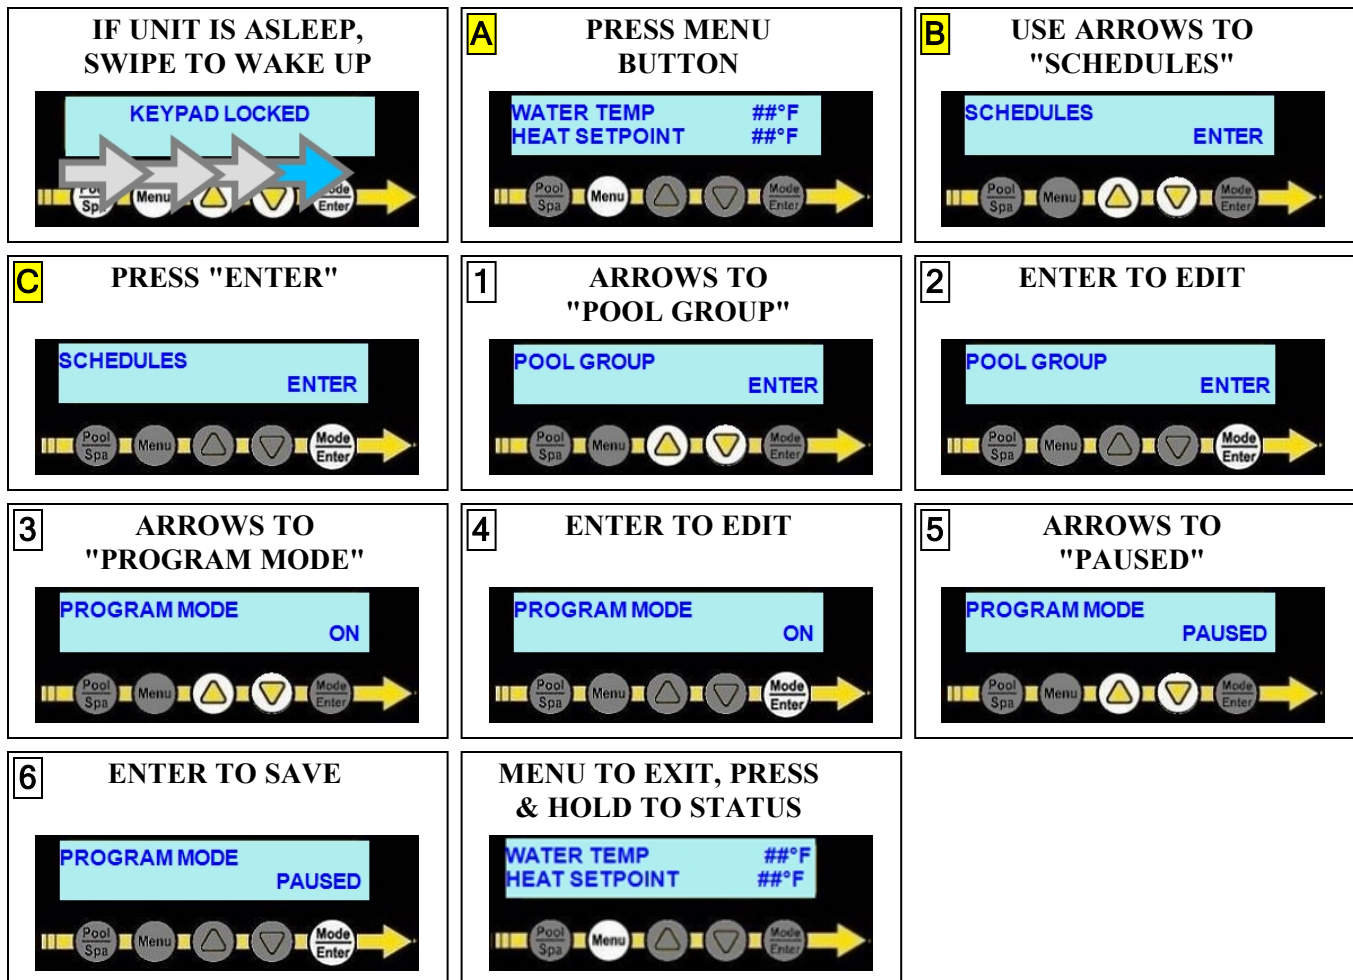 IF UNIT IS ASLEEP,
SWIPE TO WAKE UP
KEYPAD LOCKED
Menu
Mode
Enter
A
PRESS MENU
BUTTON
WATER TEMP ##°F
HEAT SETPOINT ##°F
Pool
Spa
Menu
Mode
Enter
B
USE ARROWS TO
"SCHEDULES"
SCHEDULES
ENTER
Pool
Spa
Menu
Mode
Enter
C
PRESS "ENTER"
SCHEDULES
ENTER
Pool
Spa
Menu
Mode
Enter
1
ARROWS TO
"POOL GROUP"
POOL GROUP
ENTER
Pool
Spa
Menu
Mode
Enter
2
ENTER TO EDIT
POOL GROUP
ENTER
Pool
Spa
Menu
Mode
Enter
3
ARROWS TO
"PROGRAM MODE"
PROGRAM MODE
ON
Pool
Spa
Menu
Mode
Enter
4
ENTER TO EDIT
PROGRAM MODE
ON
Pool
Spa
Menu
Mode
Enter
5
ARROWS TO
"PAUSED"
PROGRAM MODE
PAUSED
Pool
Spa
Menu
Mode
Enter
6
ENTER TO SAVE
PROGRAM MODE
PAUSED
Pool
Spa
Menu
Mode
Enter
MENU TO EXIT, PRESS
& HOLD TO STATUS
WATER TEMP ##°F
HEAT SETPOINT ##°F
Pool
Spa
Menu
Mode
Enter